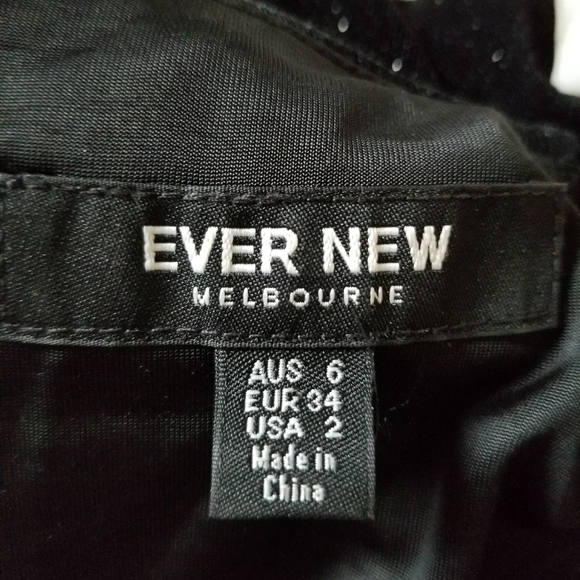 EVER NEW
MELBOURNE
AUS 6
EUR 34
USA 2
Made in
China